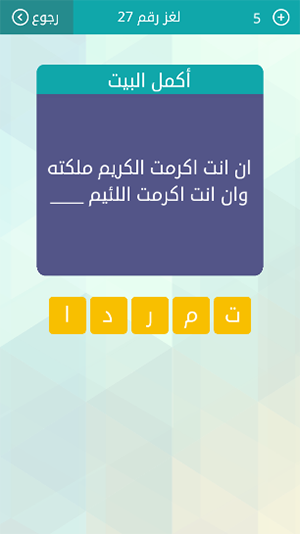 رجوع لغز رقم 27 5
أكمل البيت
ان انت اكرمت الكريم ملكته
وان انت اكرمت اللئيم ____
ت م ر د ا